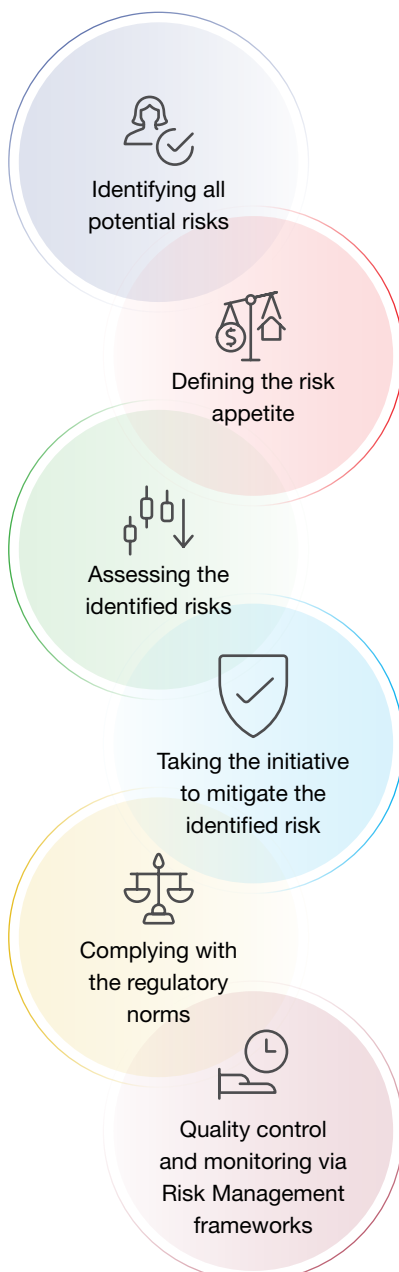 Identifying all
potential risks
$
Defining the risk
appetite
Assessing the
identified risks
Taking the initiative
to mitigate the
identified risk
Complying with
the regulatory
norms
Quality control
and monitoring via
Risk Management
frameworks